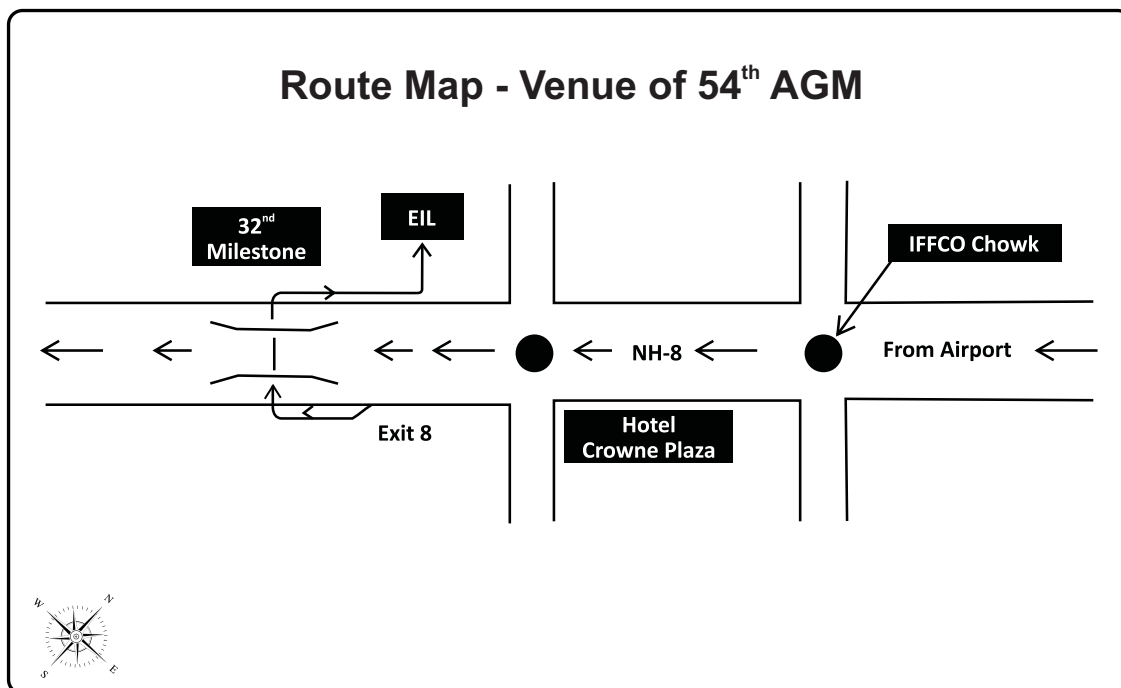 Route Map - Venue of 54th AGM
32nd
Milestone
EIL
IFFCO Chowk
NH-8
From Airport
Exit 8
Hotel
Crowne Plaza
W
N
S
E